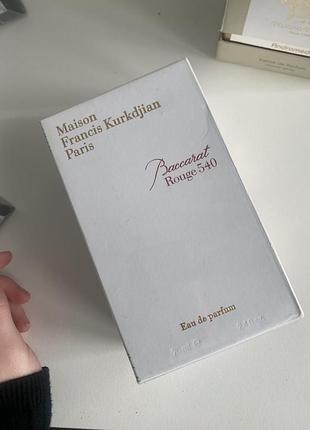 Maison
Francis Kurkdjian
Paris
Baccarat
Rouge 540
Eau de parfum